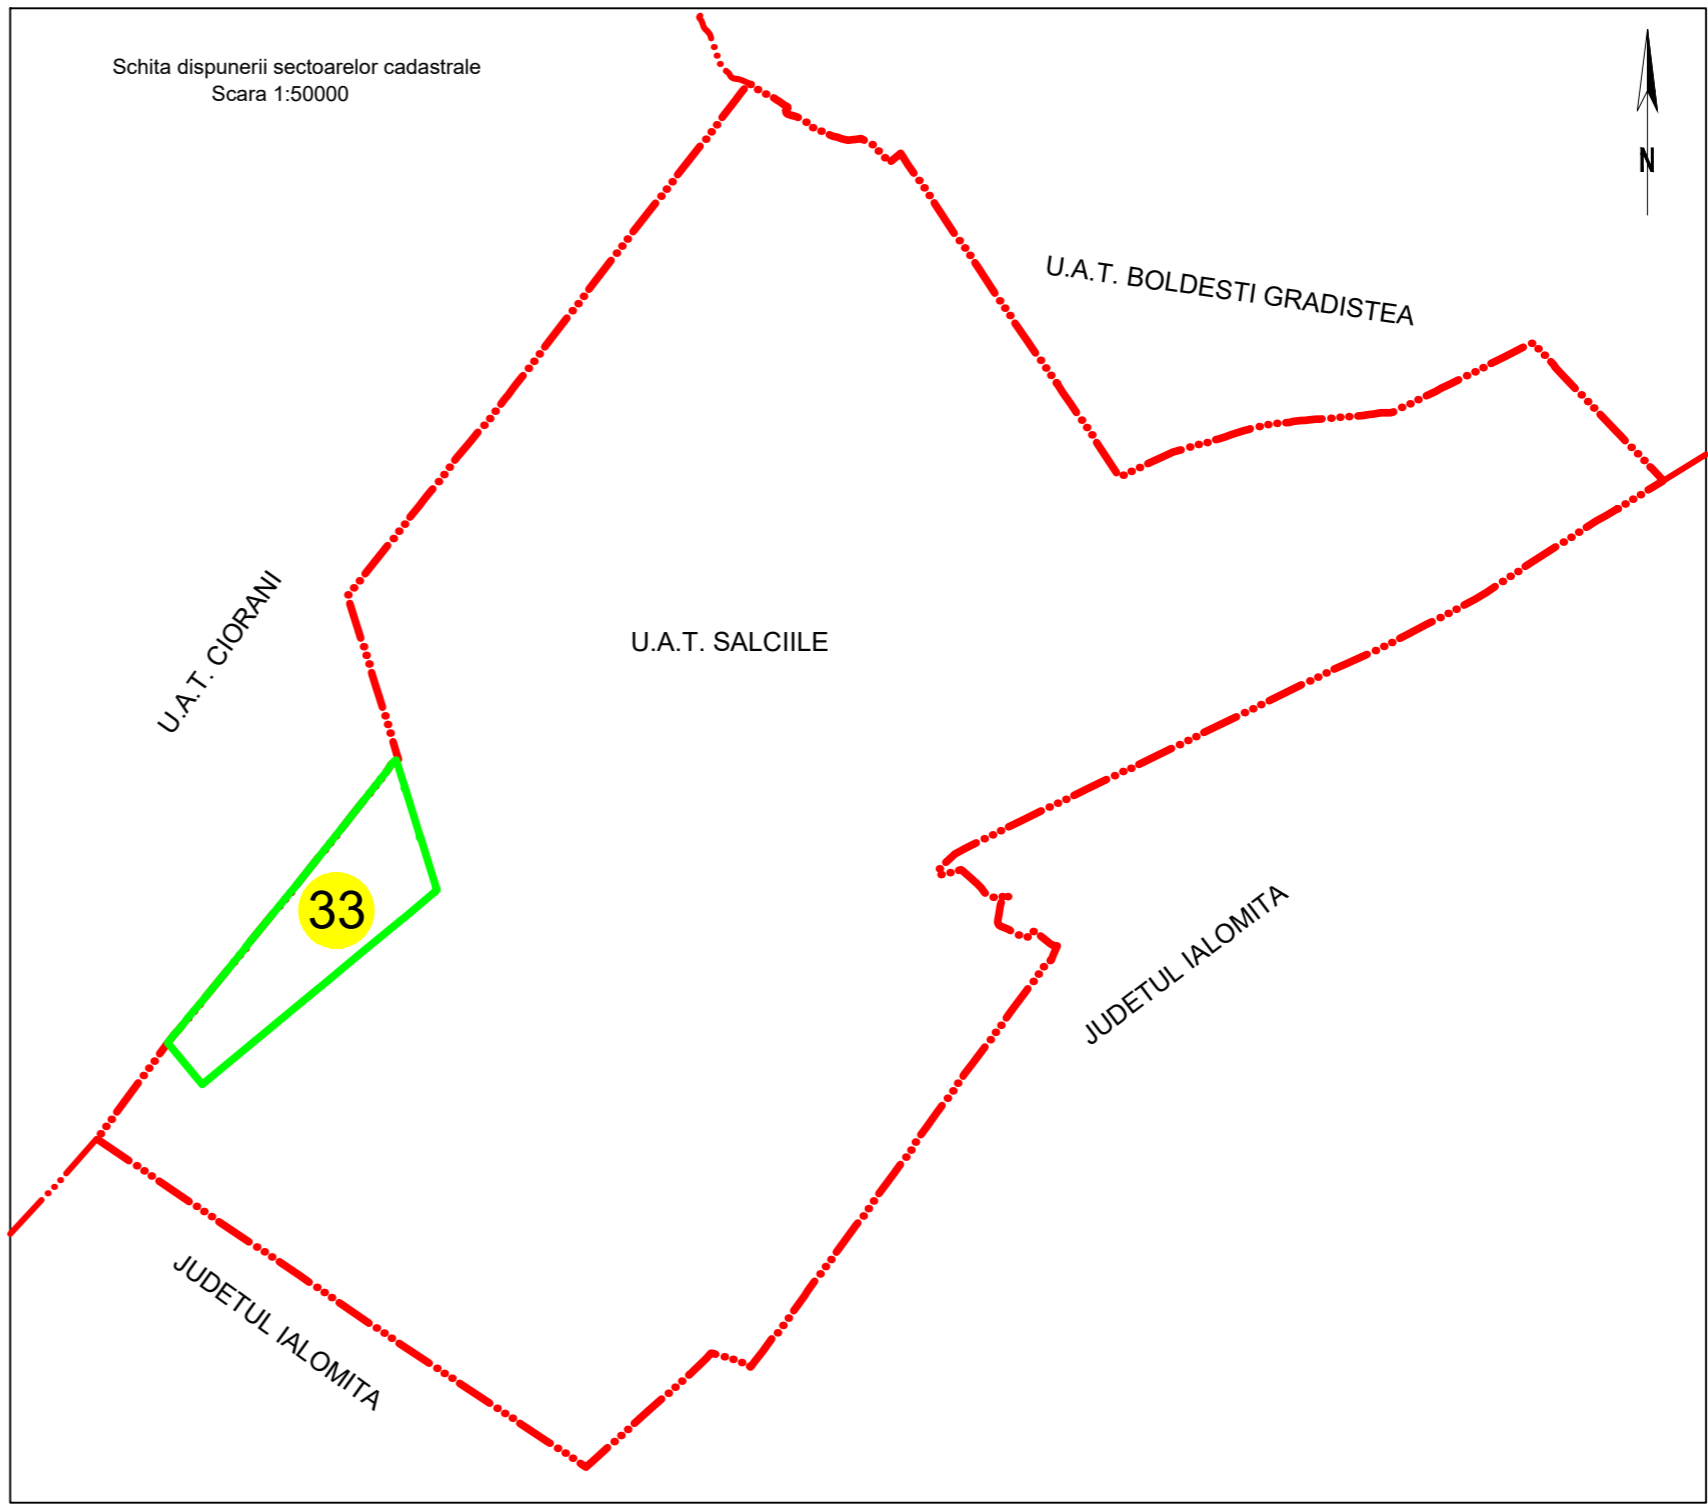 Schita dispunerii sectoarelor cadastrale
Scara 1:50000
N
U.A.T. BOLDESTI GRADISTEA
U.A.T. CIORANI
U.A.T. SALCIILE
33
JUDETUL IALOMITA
JUDETUL IALOMITA